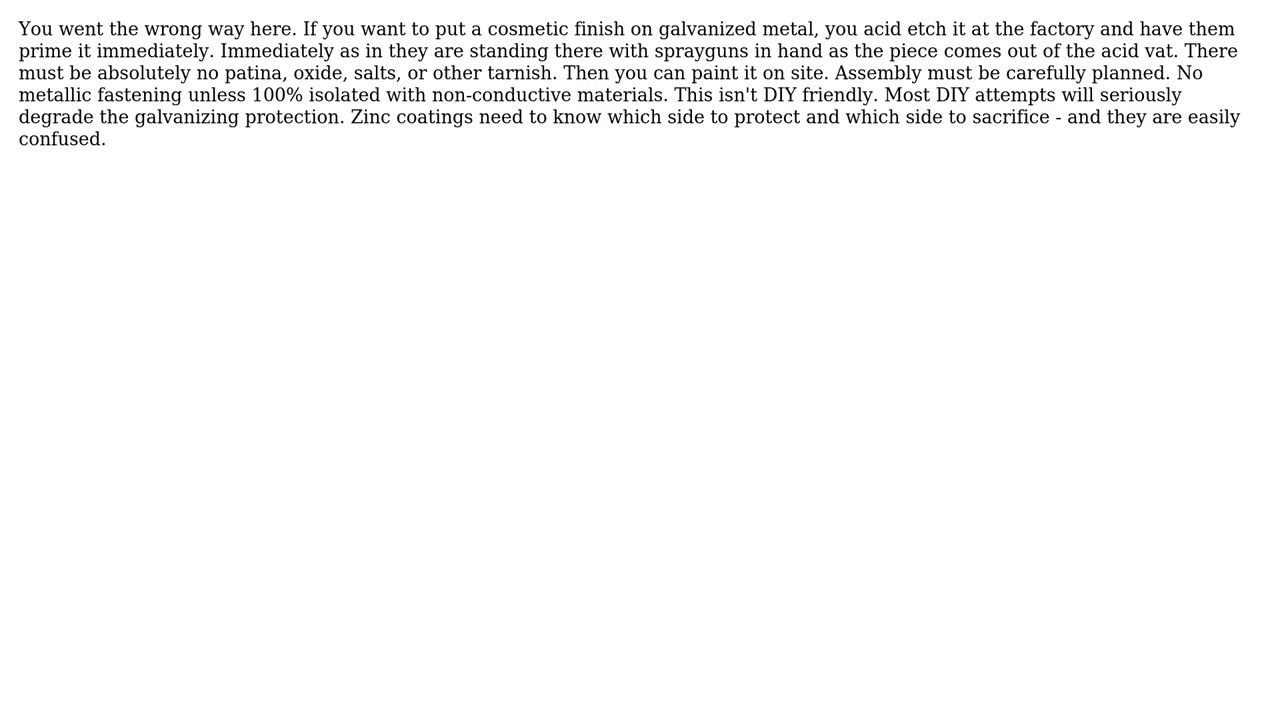 You went the wrong way here. If you want to put a cosmetic finish on galvanized metal, you acid etch it at the factory and have them
prime it immediately. Immediately as in they are standing there with sprayguns in hand as the piece comes out of the acid vat. There
must be absolutely no patina, oxide, salts, or other tarnish. Then you can paint it on site. Assembly must be carefully planned. No
metallic fastening unless 100% isolated with non-conductive materials. This isn't DIY friendly. Most DIY attempts will seriously
degrade the galvanizing protection. Zinc coatings need to know which side to protect and which side to sacrifice - and they are easily
confused.